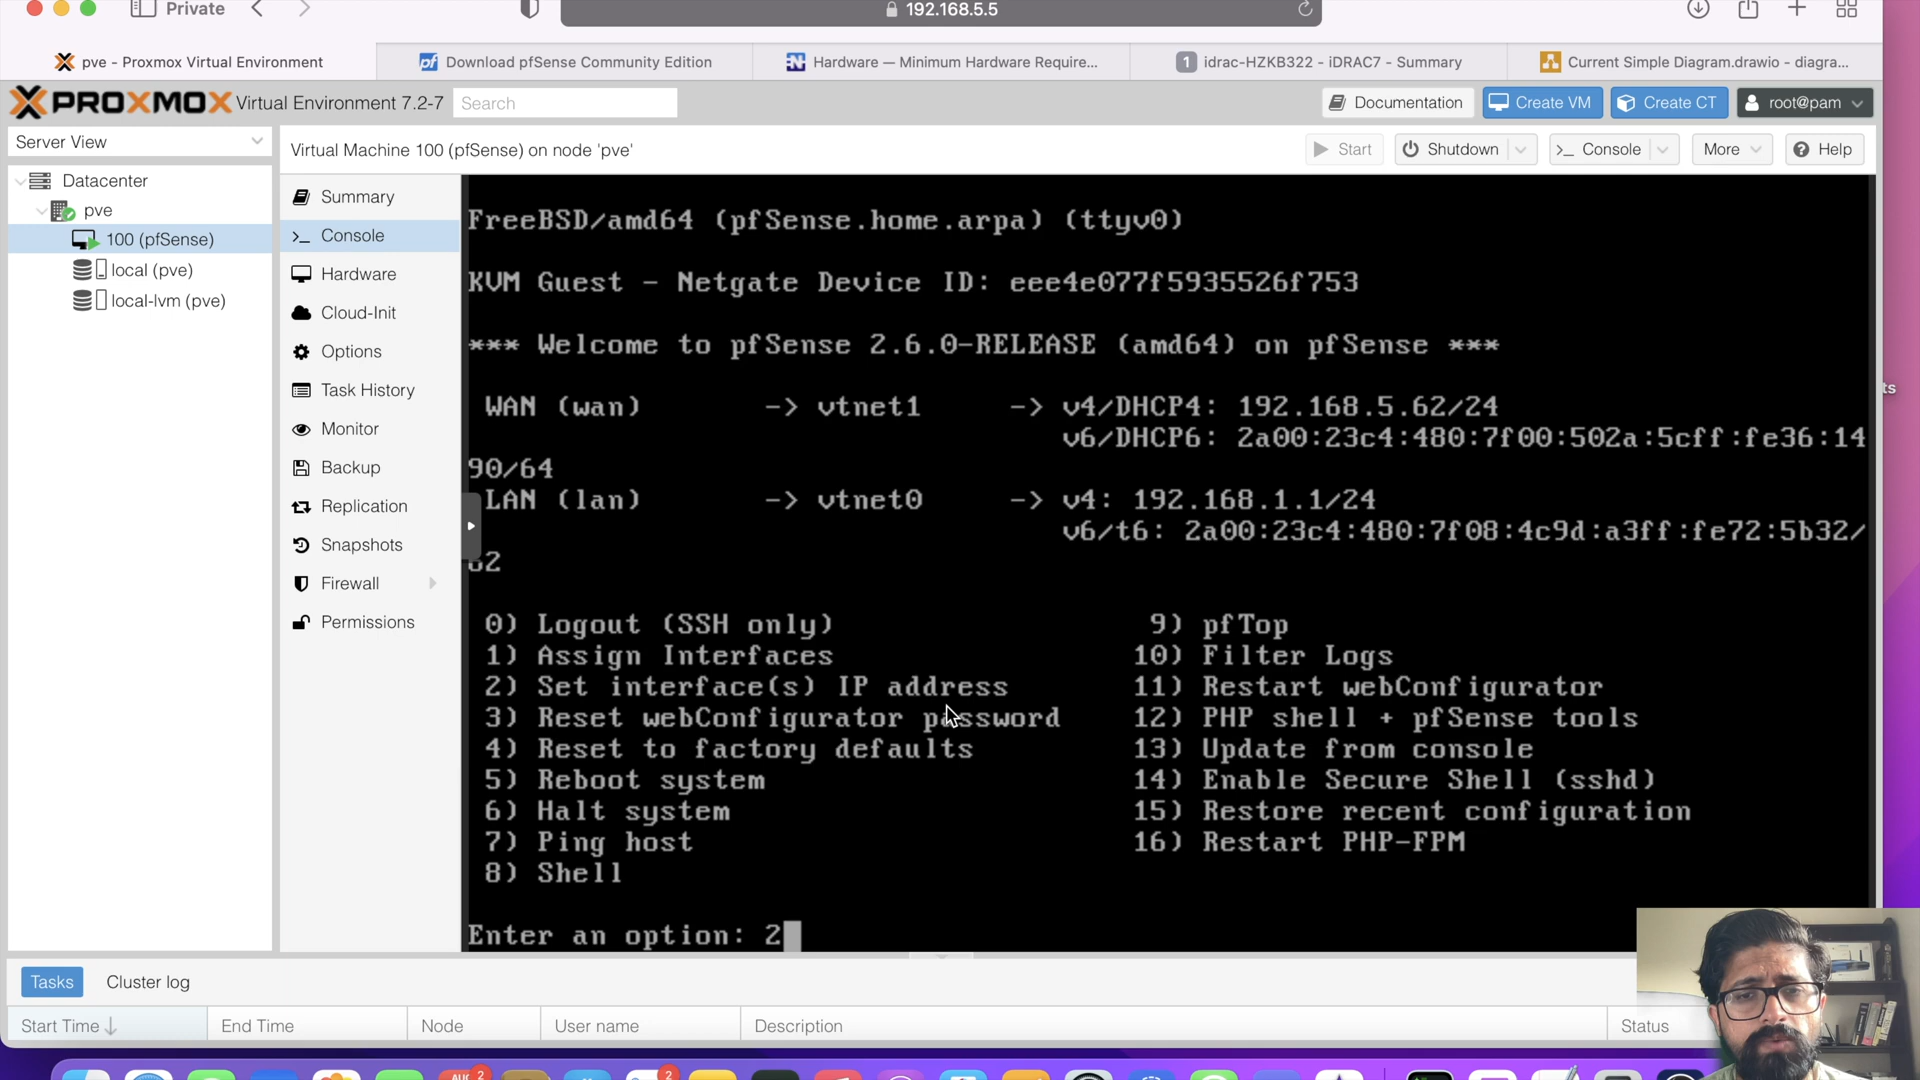 Private
192.168.5.5
pve - Proxmox Virtual Environment
Download pfSense Community Edition
Hardware — Minimum Hardware Require...
1 idrac-HZKB322 - iDRAC7 - Summary
Current Simple Diagram.drawio - diagra...
PROXMOX Virtual Environment 7.2-7
Search
Documentation
Create VM
Create CT
root@pam
Server View
Virtual Machine 100 (pfSense) on node 'pve'
Start
Shutdown
Console
More
Help
Datacenter
pve
100 (pfSense)
local (pve)
local-lvm (pve)
Summary
Console
Hardware
Cloud-Init
Options
Task History
Monitor
Backup
Replication
Snapshots
Firewall
Permissions
FreeBSD/amd64 (pfSense.home.arpa) (ttyv0)
KVM Guest - Netgate Device ID: eee4e077f5935526f753
*** Welcome to pfSense 2.6.0-RELEASE (amd64) on pfSense ***
WAN (wan) -> vtnet1 -> v4/DHCP4: 192.168.5.62/24
v6/DHCP6: 2a00:23c4:480:7f00:502a:5cff:fe36:14
90/64
LAN (lan) -> vtnet0 -> v4: 192.168.1.1/24
v6/t6: 2a00:23c4:480:7f08:4c9d:a3ff:fe72:5b32/
62
0) Logout (SSH only) 9) pfTop
1) Assign Interfaces 10) Filter Logs
2) Set interface(s) IP address 11) Restart webConfigurator
3) Reset webConfigurator password 12) PHP shell + pfSense tools
4) Reset to factory defaults 13) Update from console
5) Reboot system 14) Enable Secure Shell (sshd)
6) Halt system 15) Restore recent configuration
7) Ping host 16) Restart PHP-FPM
8) Shell
Enter an option: 2
ts
Tasks
Cluster log
Start Time
End Time
Node
User name
Description
Status
2
2